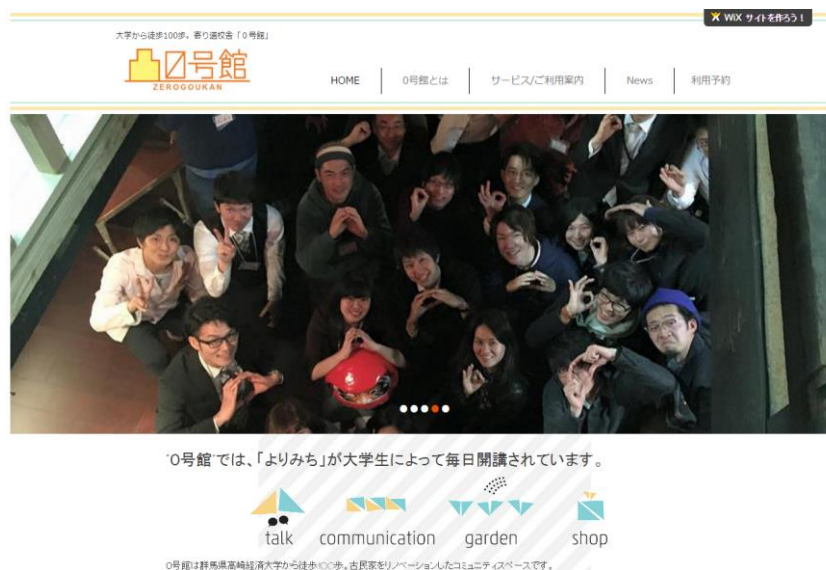 WiX サイトを作ろう!
大学から徒歩100歩。寄り道校舎「0号館」
0号館
ZEROGOUKAN
HOME
0号館とは
サービス/ご利用案内
News
利用予約
"0号館"では、「よりみち」が大学生によって毎日開講されています。
talk communication garden shop
0号館は群馬県高崎経済大学から徒歩100歩。古民家をリノベーションしたコミュニティスペースです。